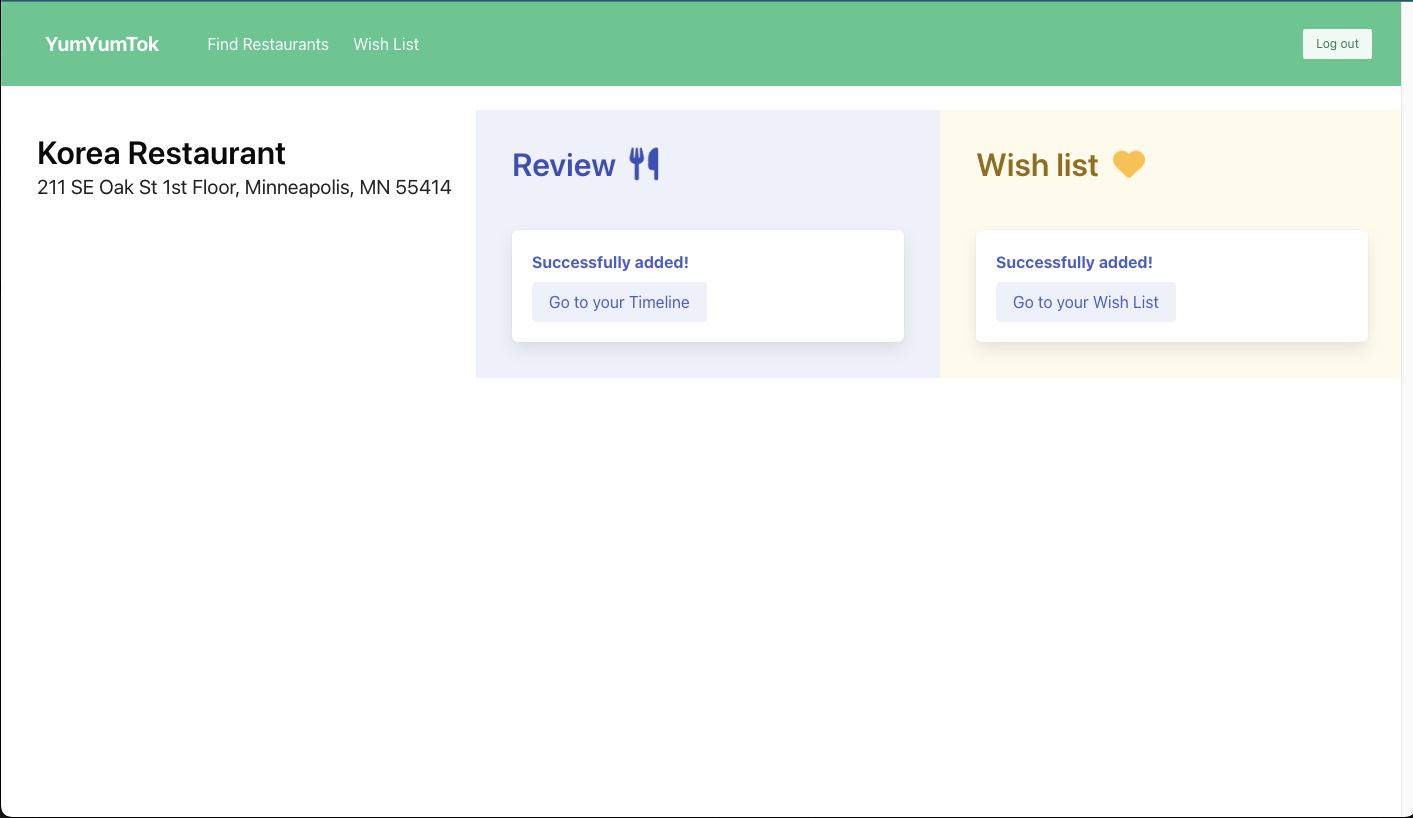 YumYumTok
Find Restaurants
Wish List
Log out
Korea Restaurant
211 SE Oak St 1st Floor, Minneapolis, MN 55414
Review
Successfully added!
Go to your Timeline
Wish list
Successfully added!
Go to your Wish List